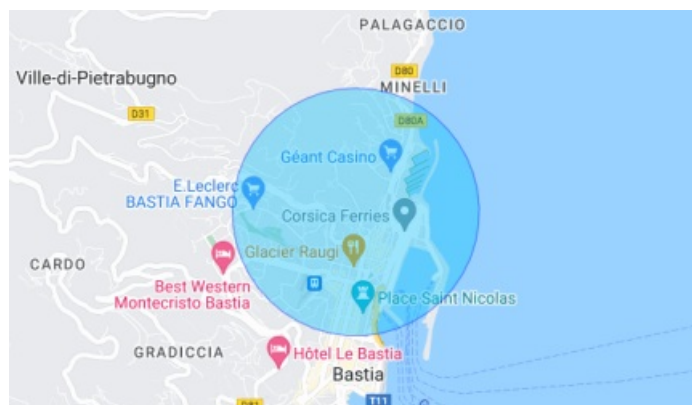 PALAGACCIO
D80
Ville-di-Pietrabugno
MINELLI
D31
D80A
Géant Casino
E.Leclerc
BASTIA FANGO
Corsica Ferries
Glacier Raugi
CARDO
Best Western
Montecristo Bastia
Place Saint Nicolas
GRADICCIA
Hôtel Le Bastia
Bastia
T11
D81